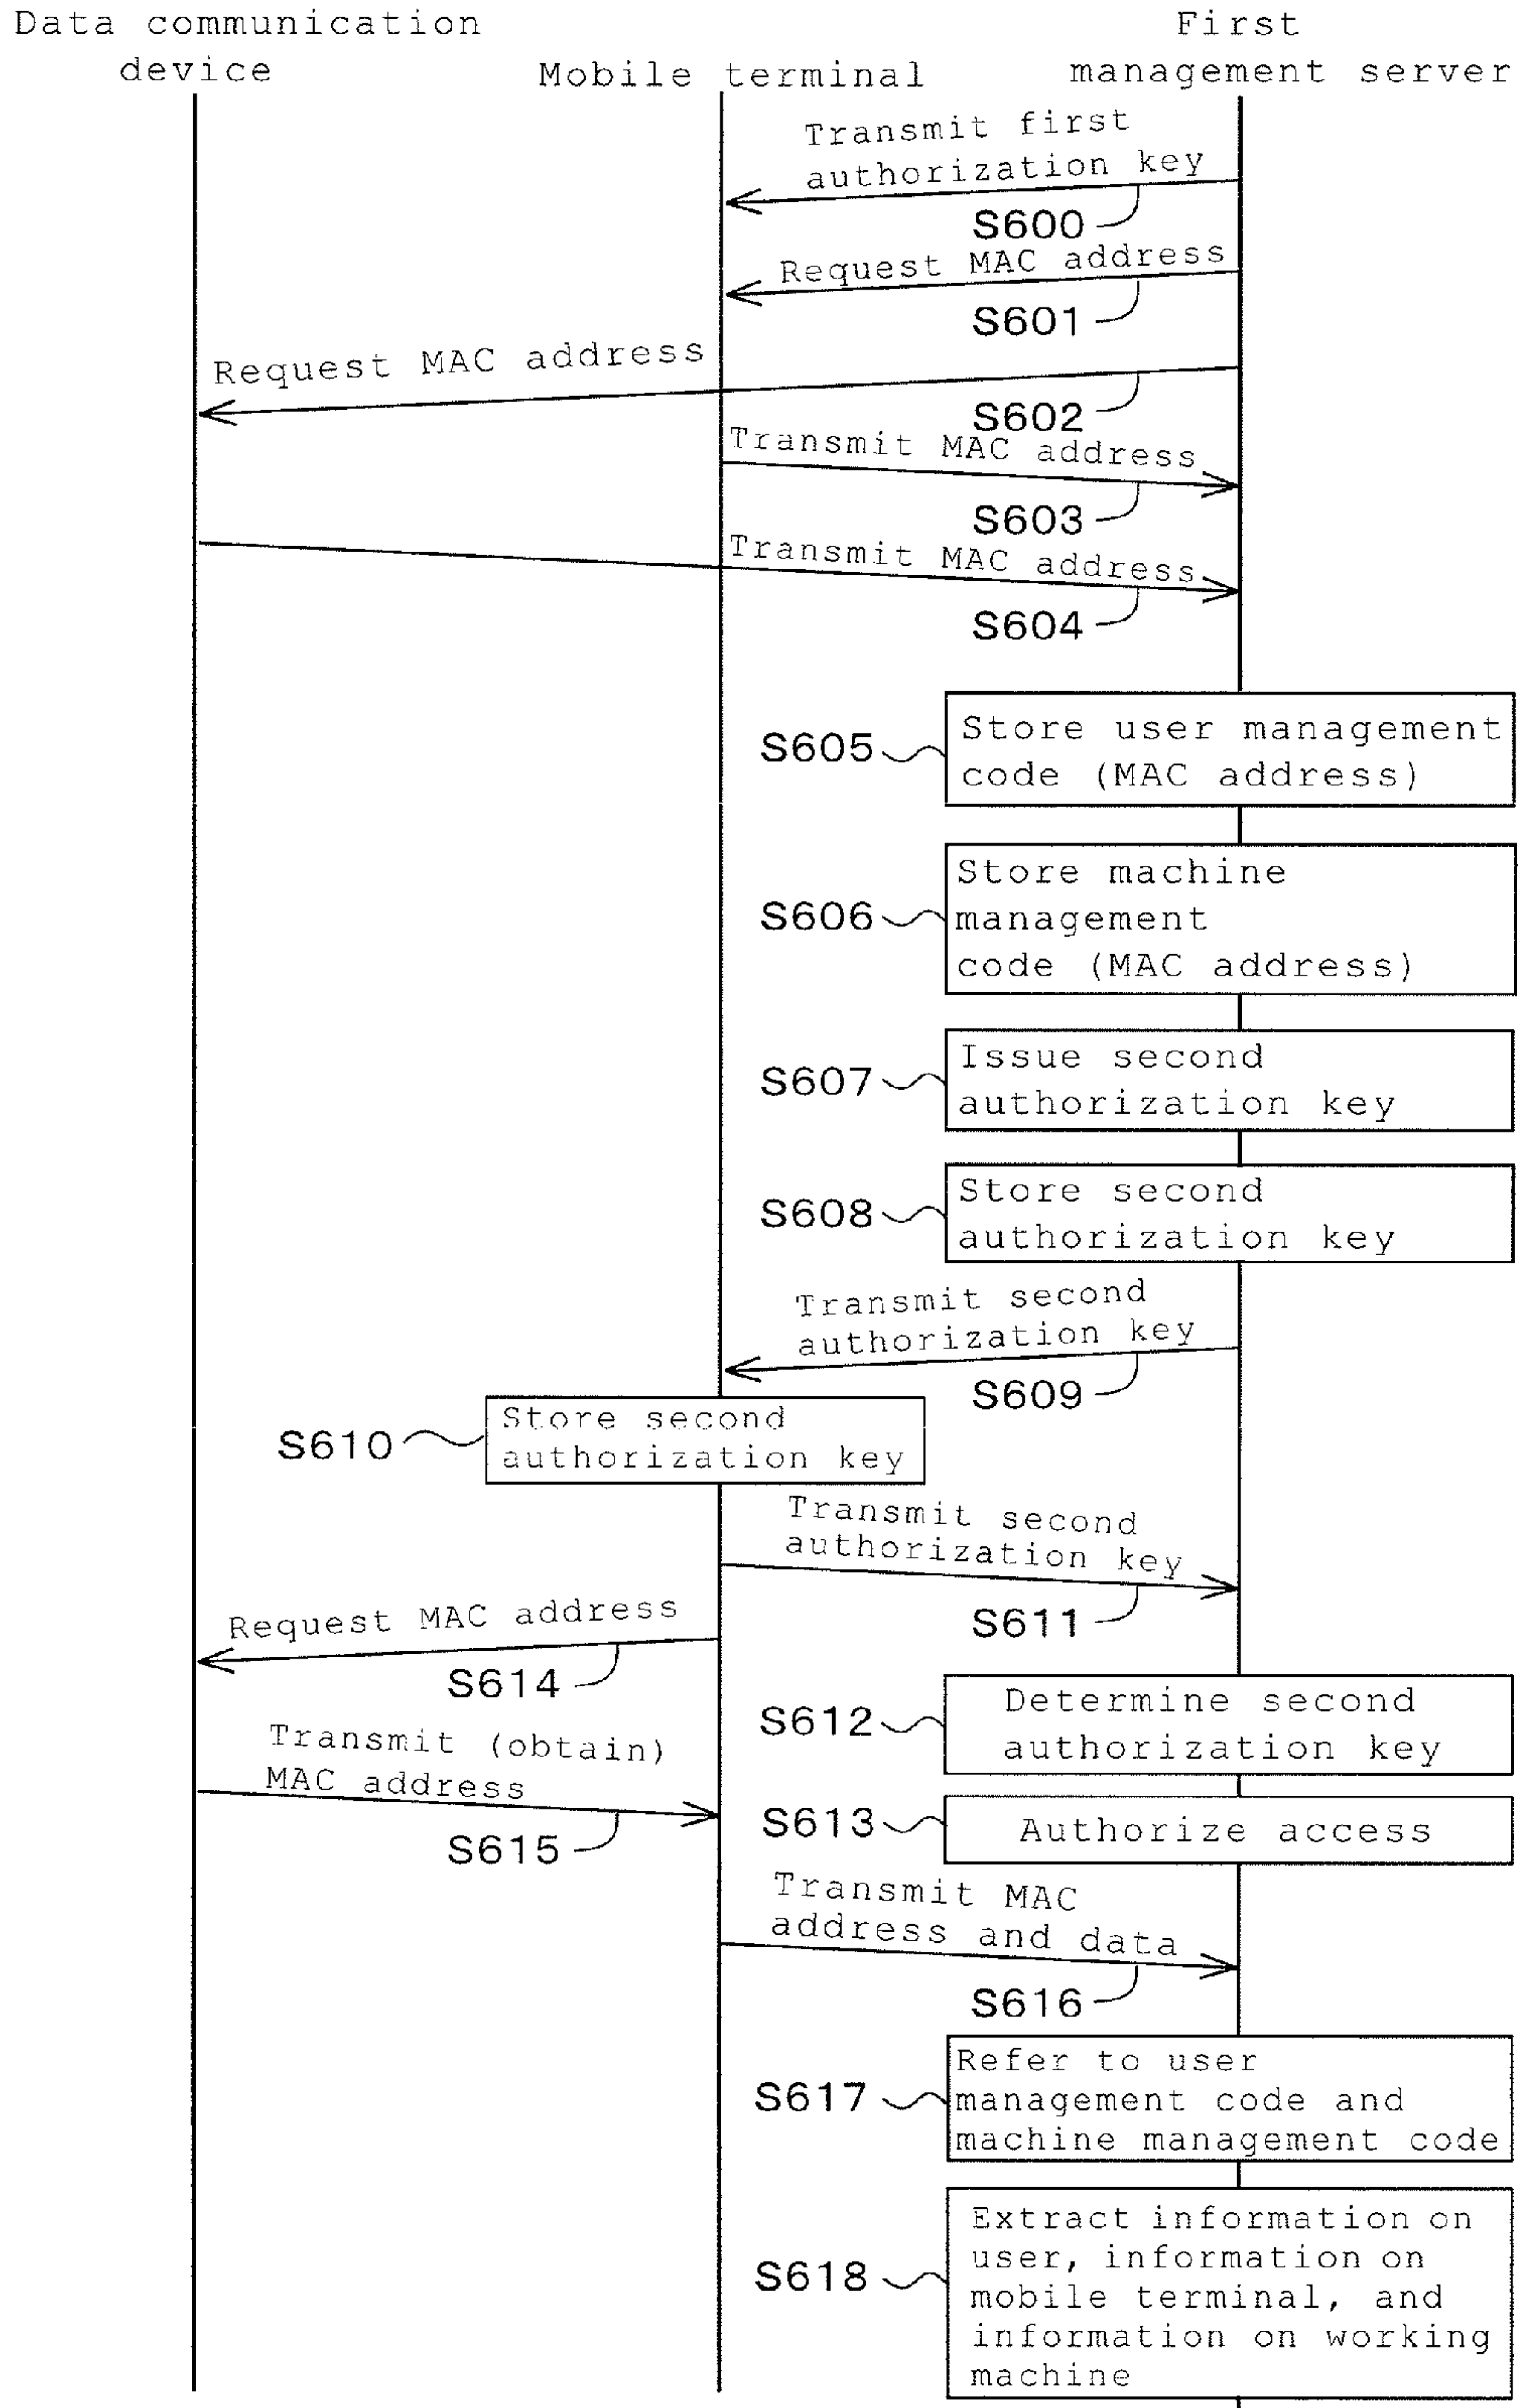 Data communication
device
Mobile terminal
First
management server
Transmit first
authorization key
S600
Request MAC address
S601
Request MAC address
S602
Transmit MAC address
S603
Transmit MAC address
S604
S605
Store user management
code (MAC address)
S606
Store machine
management
code (MAC address)
S607
Issue second
authorization key
S608
Store second
authorization key
Transmit second
authorization key
S609
S610
Store second
authorization key
Transmit second
authorization key
S611
Request MAC address
S614
S612
Determine second
authorization key
Transmit (obtain)
MAC address
S615
S613
Authorize access
Transmit MAC
address and data
S616
S617
Refer to user
management code and
machine management code
S618
Extract information on
user, information on
mobile terminal, and
information on working
machine